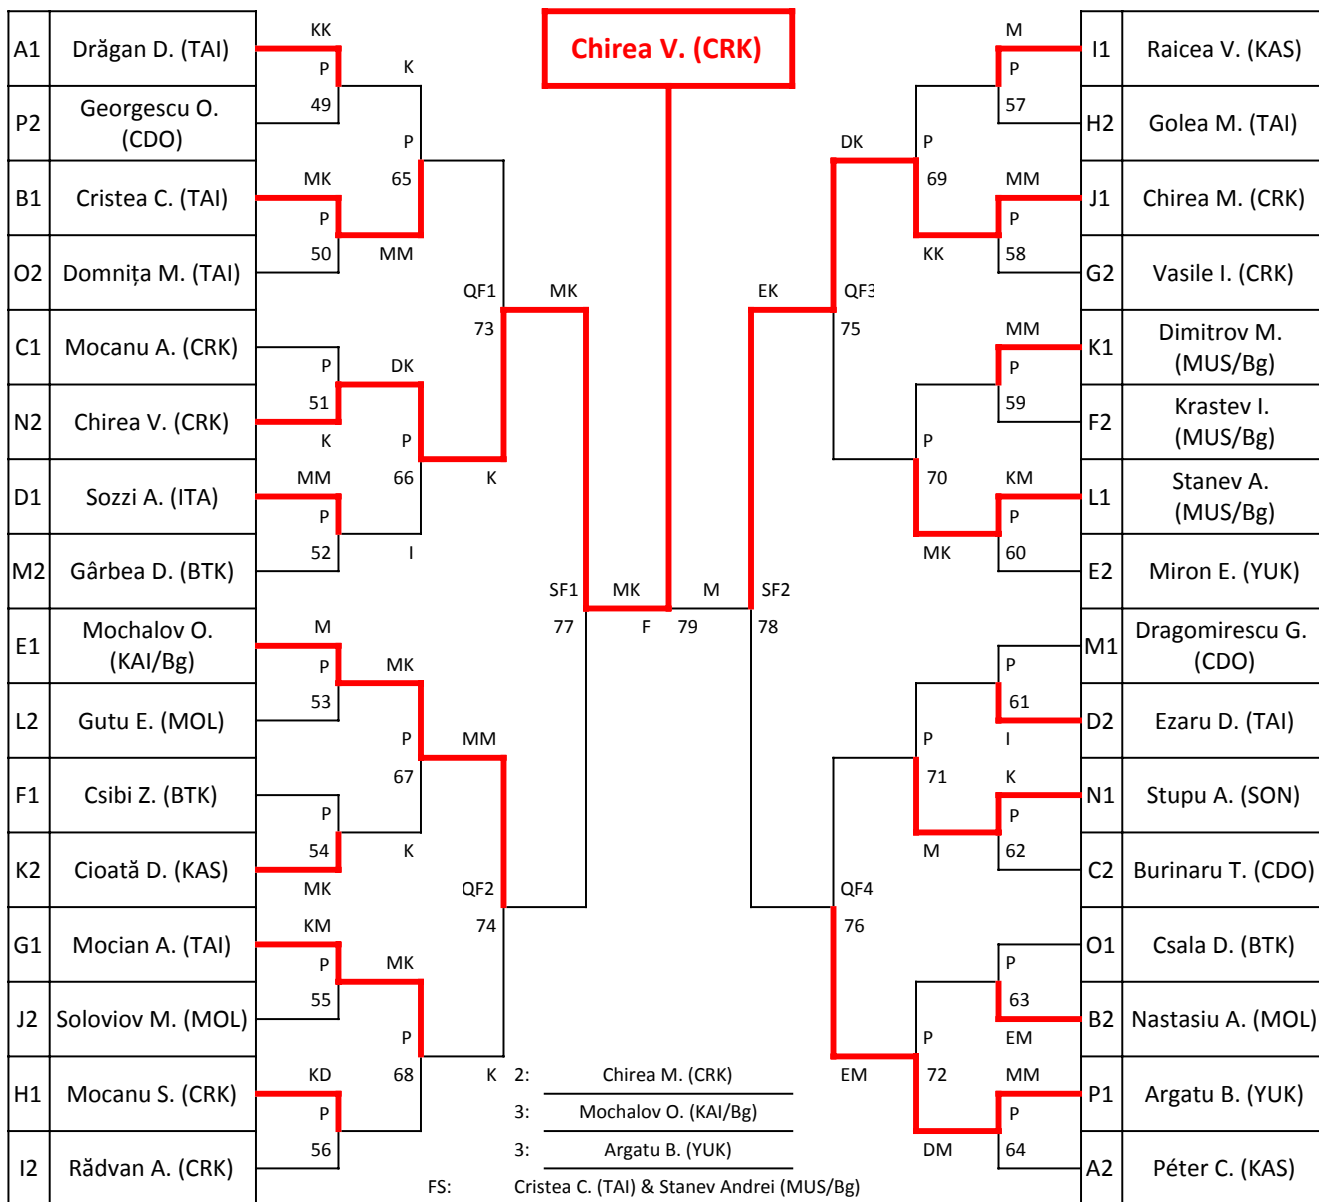 Chirea V. (CRK)
A1 Drăgan D. (TAI)
KK
P
49
P2 Georgescu O.
(CDO)
K
P
65
B1 Cristea C. (TAI)
MK
P
50
MM
O2 Domnița M. (TAI)
QF1
73
MK
C1 Mocanu A. (CRK)
P
51
DK
N2 Chirea V. (CRK)
K
P
66
K
D1 Sozzi A. (ITA)
MM
P
52
I
M2 Gârbea D. (BTK)
SF1
77
MK
F
79
M
SF2
78
E1 Mochalov O.
(KAI/Bg)
M
P
53
MK
L2 Gutu E. (MOL)
P
67
MM
F1 Csibi Z. (BTK)
P
54
K
K2 Cioată D. (KAS)
MK
QF2
74
G1 Mocian A. (TAI)
KM
P
55
MK
J2 Soloviov M. (MOL)
P
68
K
H1 Mocanu S. (CRK)
KD
P
56
I2 Rădvan A. (CRK)
M
I1 Raicea V. (KAS)
P
57
H2 Golea M. (TAI)
DK
P
69
MM
J1 Chirea M. (CRK)
P
58
KK
G2 Vasile I. (CRK)
EK
QF3
75
MM
K1 Dimitrov M.
(MUS/Bg)
P
59
F2 Krastev I.
(MUS/Bg)
P
70
KM
L1 Stanev A.
(MUS/Bg)
P
60
MK
E2 Miron E. (YUK)
M1 Dragomirescu G.
(CDO)
P
61
D2 Ezaru D. (TAI)
I
P
71
K
N1 Stupu A. (SON)
P
62
M
C2 Burinaru T. (CDO)
QF4
76
O1 Csala D. (BTK)
P
63
B2 Nastasiu A. (MOL)
EM
P
72
EM
MM
P1 Argatu B. (YUK)
P
64
DM
A2 Péter C. (KAS)
2: Chirea M. (CRK)
3: Mochalov O. (KAI/Bg)
3: Argatu B. (YUK)
FS: Cristea C. (TAI) & Stanev Andrei (MUS/Bg)